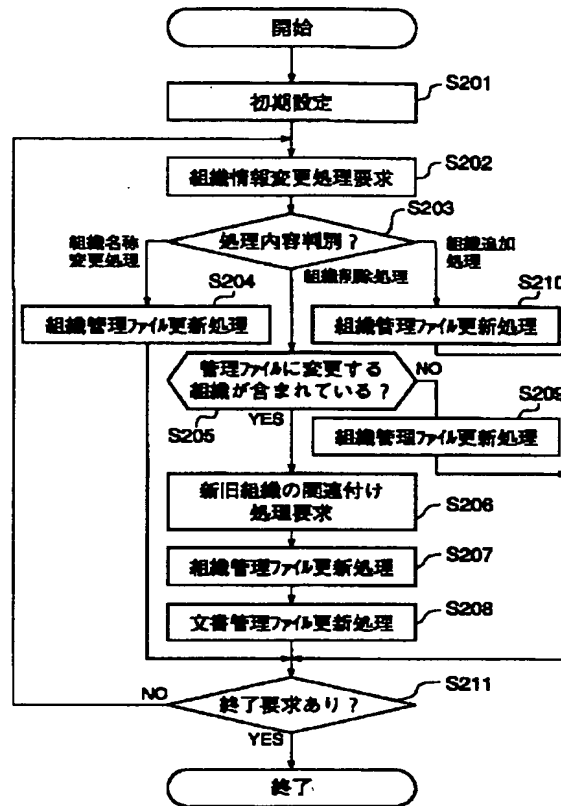 開始
S201
初期設定
S202
組織情報変更処理要求
S203
処理内容判別?
組織名称
変更処理
組織削除処理
組織追加
処理
S204
組織管理ファイル更新処理
S210
組織管理ファイル更新処理
管理ファイルに変更する
組織が含まれている?
S205
YES
NO
S209
組織管理ファイル更新処理
新旧組織の関連付け
処理要求
S206
組織管理ファイル更新処理
S207
文書管理ファイル更新処理
S208
NO
終了要求あり?
S211
YES
終了